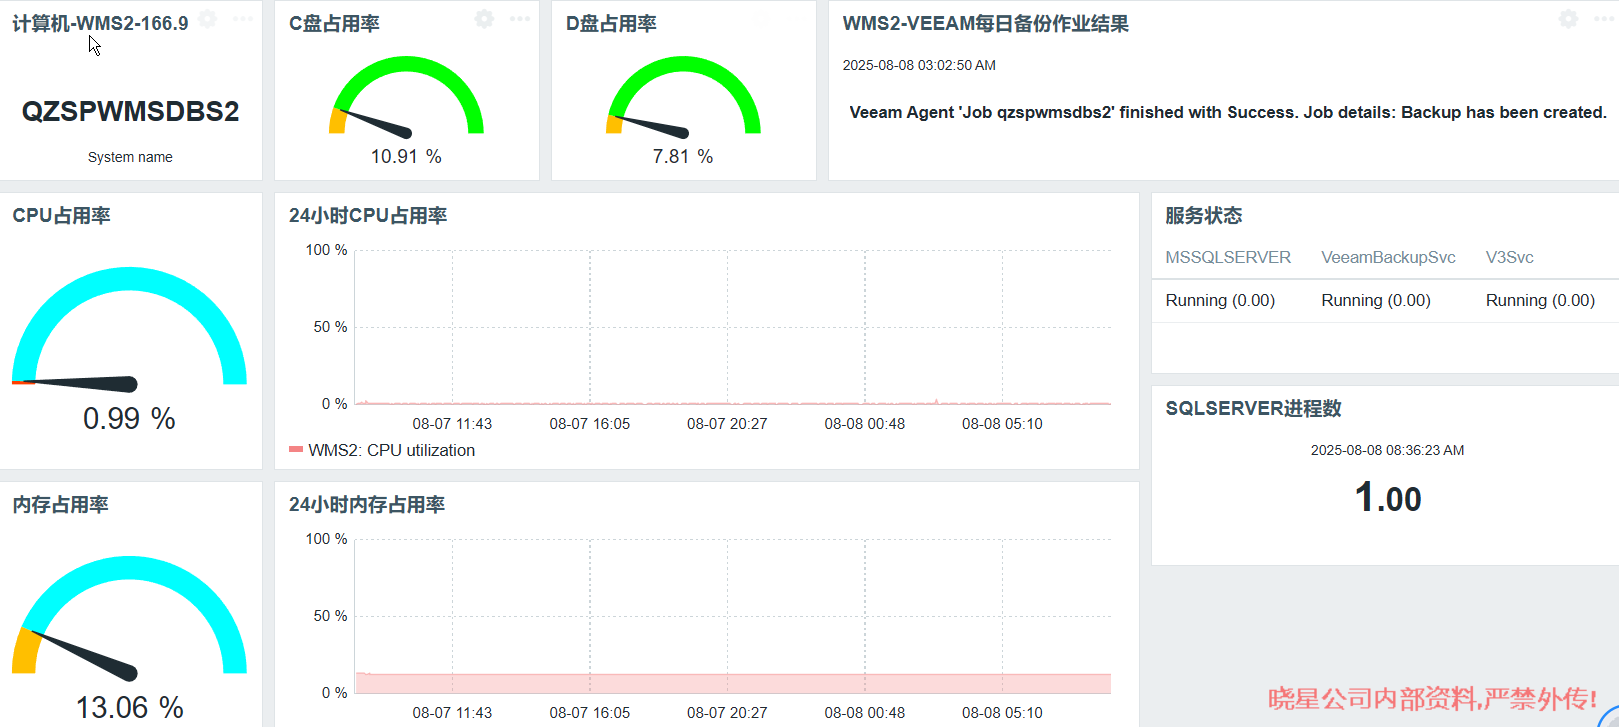 计算机-WMS2-166.9
QZSPWMSDBS2
System name
C盘占用率
10.91 %
D盘占用率
7.81 %
WMS2-VEEAM每日备份作业结果
2025-08-08 03:02:50 AM
Veeam Agent 'Job qzspwmsdbs2' finished with Success. Job details: Backup has been created.
CPU占用率
0.99 %
24小时CPU占用率
100 %
50 %
0 %
08-07 11:43 08-07 16:05 08-07 20:27 08-08 00:48 08-08 05:10
WMS2: CPU utilization
服务状态
MSSQLSERVER VeeamBackupSvc V3Svc
Running (0.00) Running (0.00) Running (0.00)
SQLSERVER进程数
2025-08-08 08:36:23 AM
1.00
内存占用率
13.06 %
24小时内存占用率
100 %
50 %
0 %
08-07 11:43 08-07 16:05 08-07 20:27 08-08 00:48 08-08 05:10
晓星公司内部资料,严禁外传!